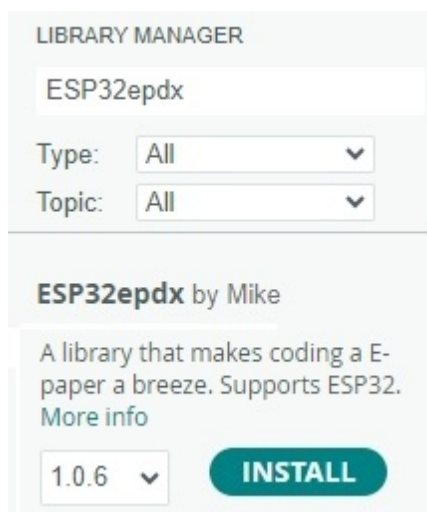 LIBRARY MANAGER
ESP32epdx
Type: All
Topic: All
ESP32epdx by Mike
A library that makes coding a E-
paper a breeze. Supports ESP32.
More info
1.0.6 INSTALL